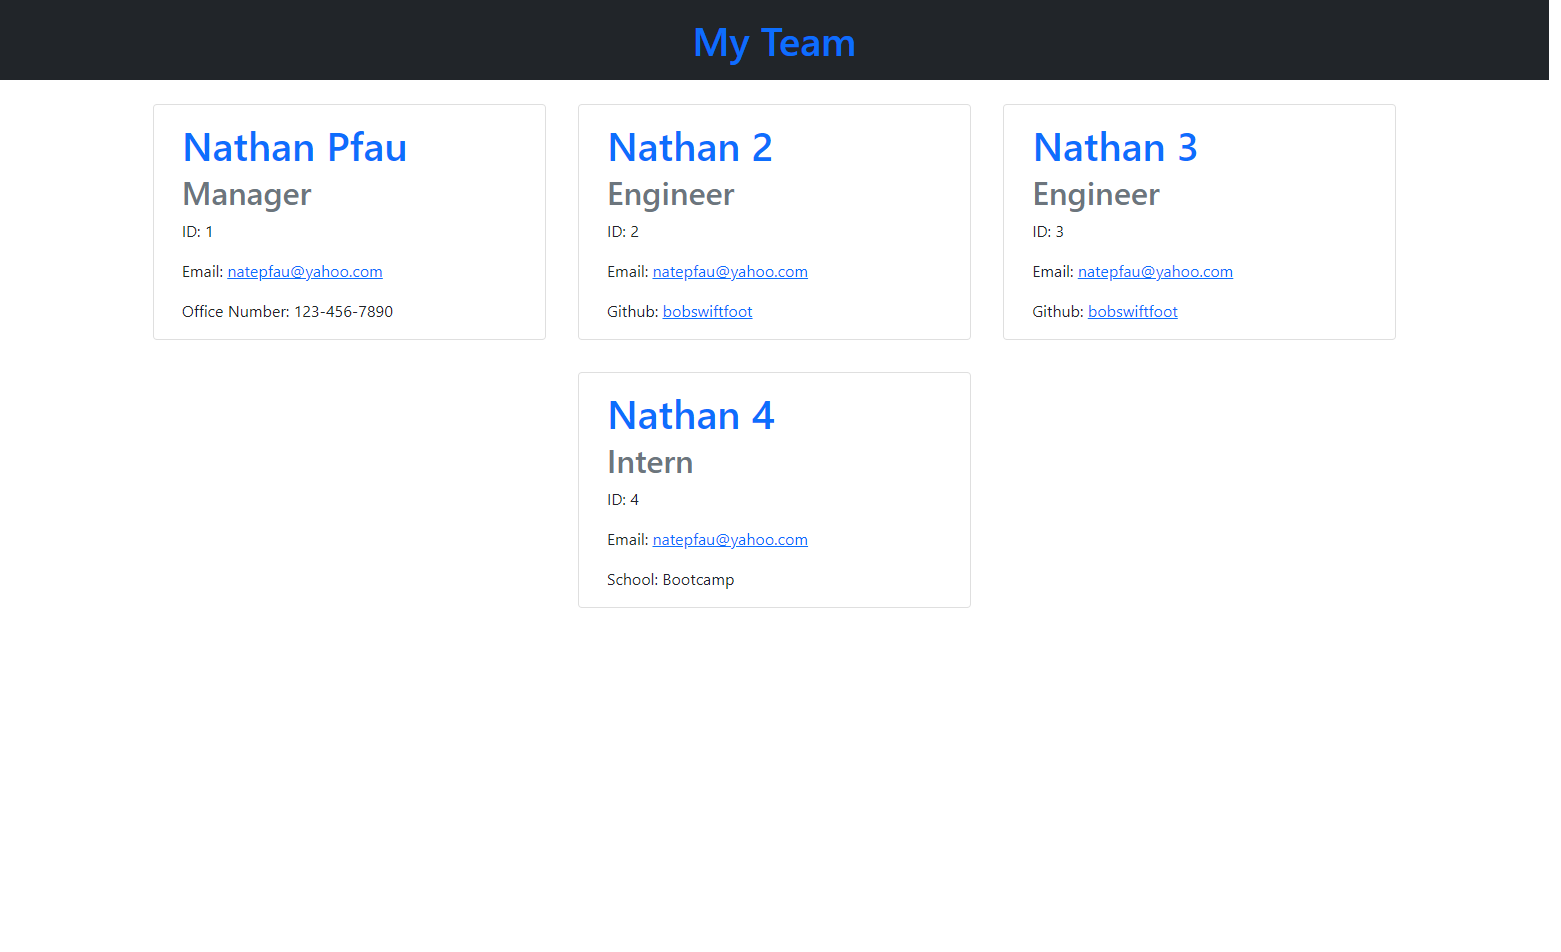 My Team
Nathan Pfau
Manager
ID: 1
Email: natepfau@yahoo.com
Office Number: 123-456-7890
Nathan 2
Engineer
ID: 2
Email: natepfau@yahoo.com
Github: bobswiftfoot
Nathan 3
Engineer
ID: 3
Email: natepfau@yahoo.com
Github: bobswiftfoot
Nathan 4
Intern
ID: 4
Email: natepfau@yahoo.com
School: Bootcamp